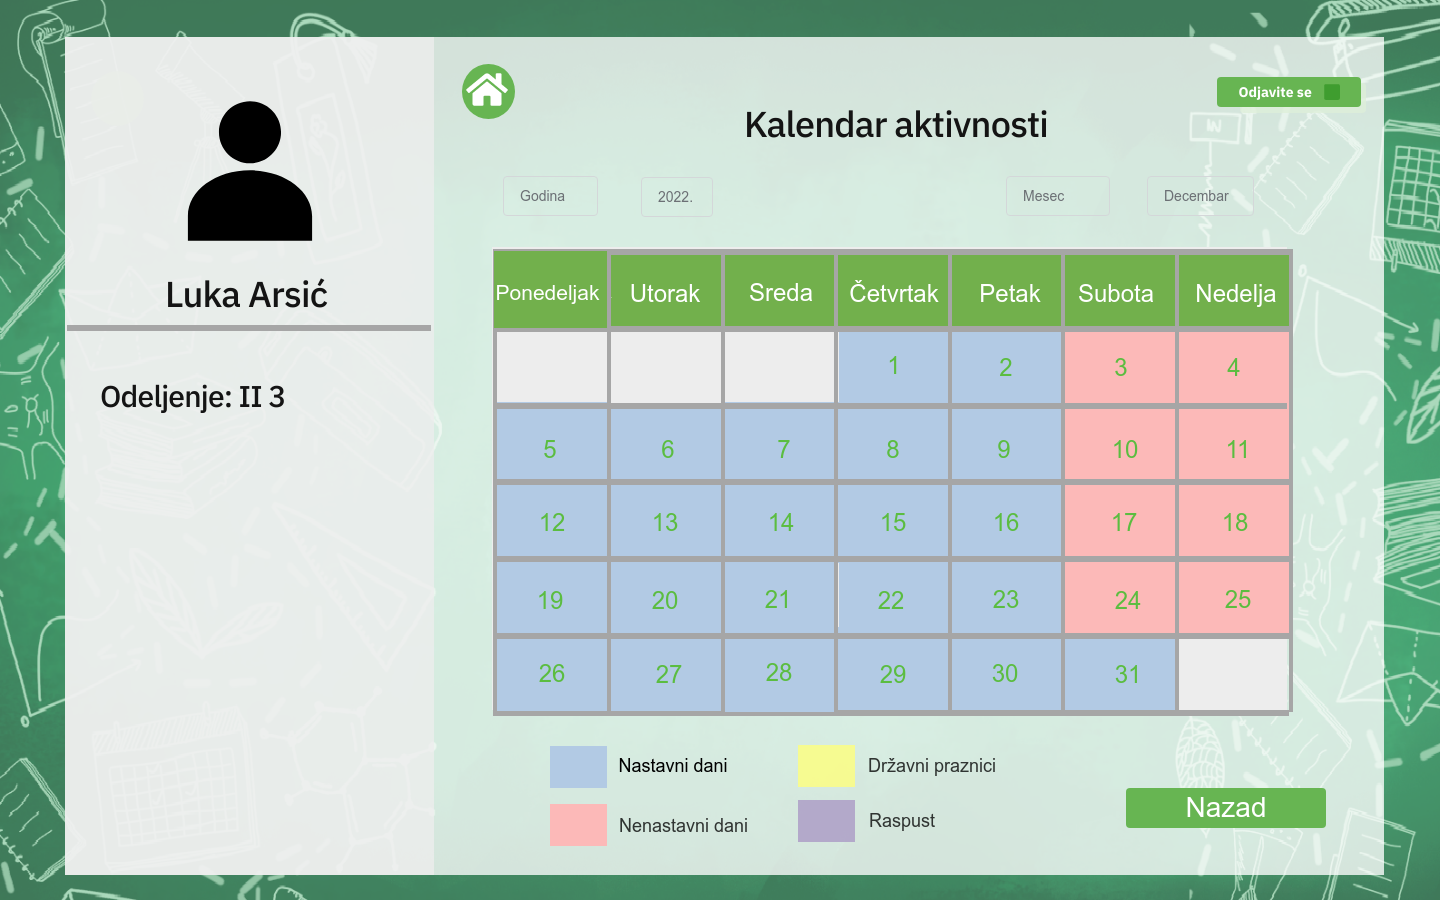 Odjavite se
Kalendar aktivnosti
Godina 2022. Mesec Decembar
Luka Arsić
Odeljenje: II 3
Ponedeljak Utorak Sreda Četvrtak Petak Subota Nedelja
1 2 3 4
5 6 7 8 9 10 11
12 13 14 15 16 17 18
19 20 21 22 23 24 25
26 27 28 29 30 31
Nastavni dani
Državni praznici
Nenastavni dani
Raspust
Nazad